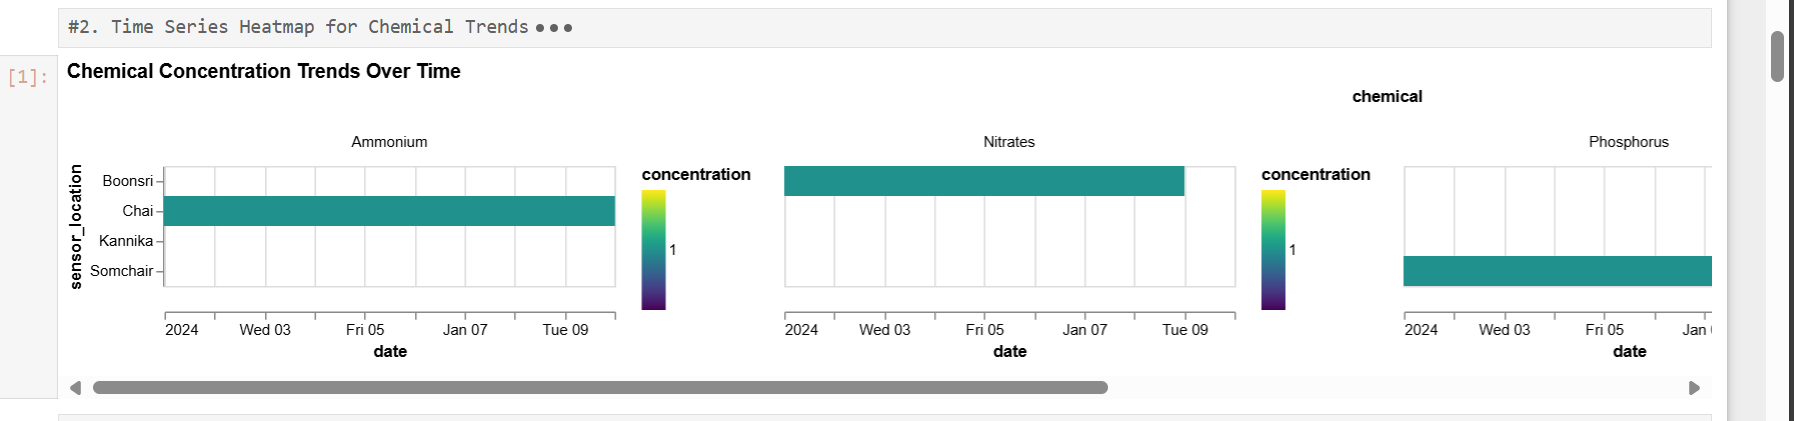 #2. Time Series Heatmap for Chemical Trends
[1]:
Chemical Concentration Trends Over Time
chemical
Ammonium
Nitrates
Phosphorus
sensor_location
Boonsri
Chai
Kannika
Somchair
concentration
1
concentration
1
2024 Wed 03 Fri 05 Jan 07 Tue 09
date
2024 Wed 03 Fri 05 Jan 07 Tue 09
date
2024 Wed 03 Fri 05 Jan
date